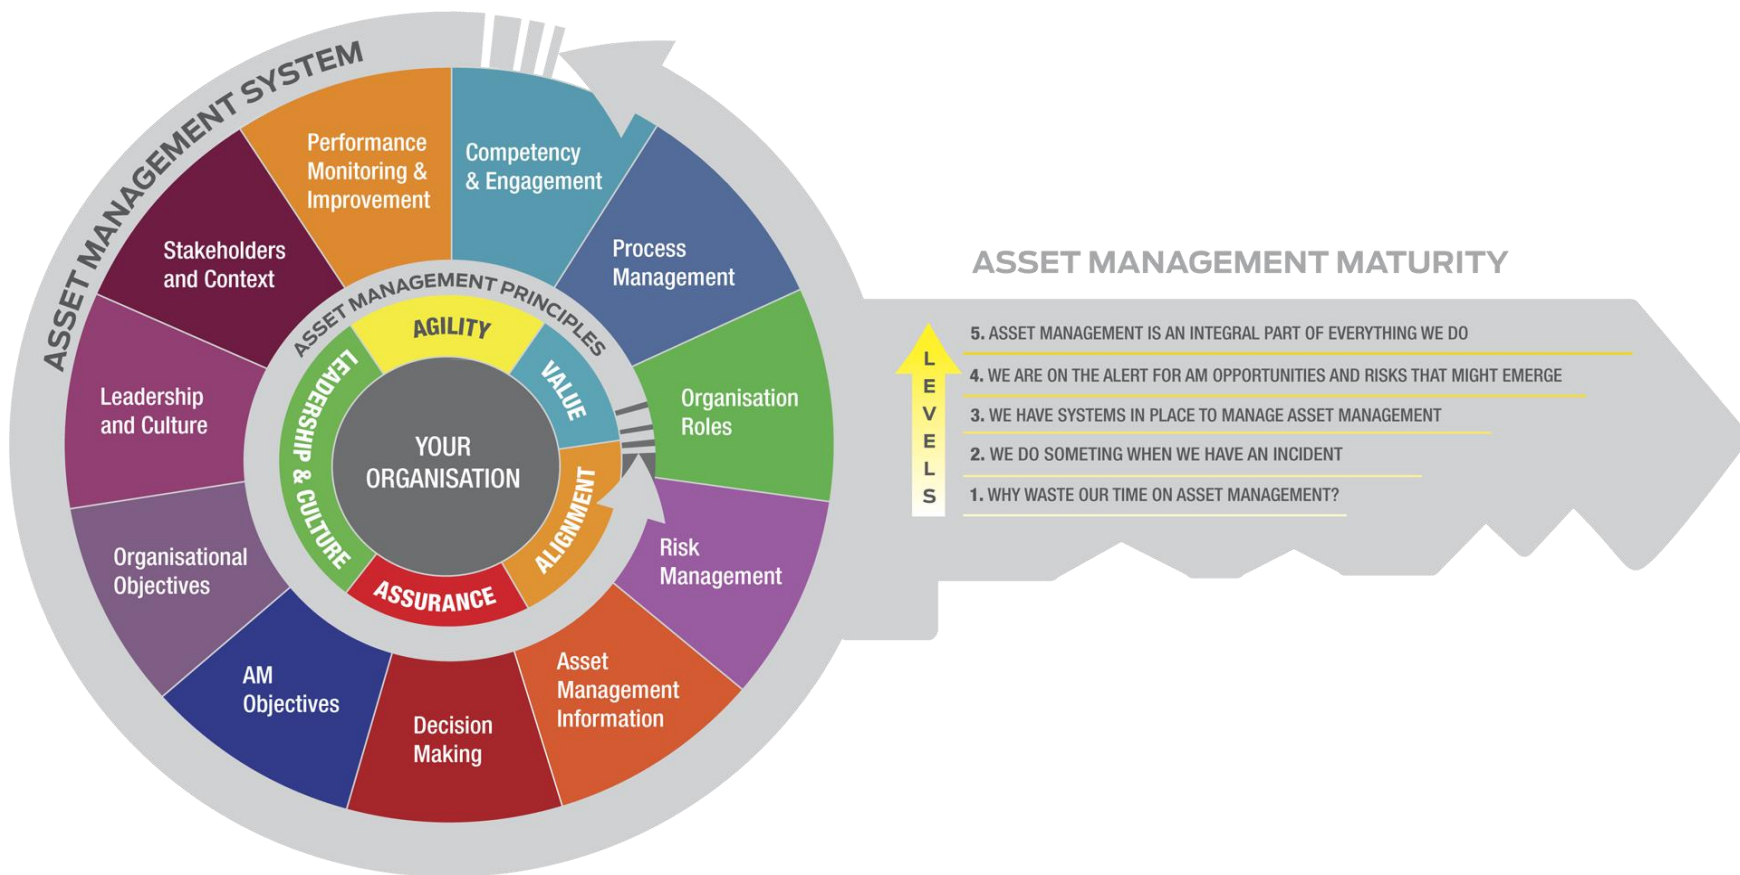 ASSET MANAGEMENT SYSTEM
Performance
Monitoring &
Improvement
Competency
& Engagement
Process
Management
Organisation
Roles
Risk
Management
Asset
Management
Information
Decision
Making
AM
Objectives
Organisational
Objectives
Leadership
and Culture
Stakeholders
and Context
ASSET MANAGEMENT PRINCIPLES
AGILITY
VALUE
ALIGNMENT
ASSURANCE
LEADERSHIP & CULTURE
YOUR
ORGANISATION
ASSET MANAGEMENT MATURITY
LEVELS
5. ASSET MANAGEMENT IS AN INTEGRAL PART OF EVERYTHING WE DO
4. WE ARE ON THE ALERT FOR AM OPPORTUNITIES AND RISKS THAT MIGHT EMERGE
3. WE HAVE SYSTEMS IN PLACE TO MANAGE ASSET MANAGEMENT
2. WE DO SOMETING WHEN WE HAVE AN INCIDENT
1. WHY WASTE OUR TIME ON ASSET MANAGEMENT?